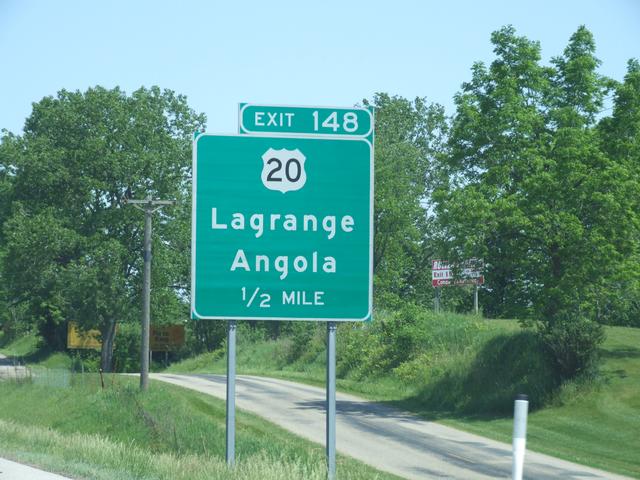 EXIT 148
20
Lagrange
Angola
1/2 MILE